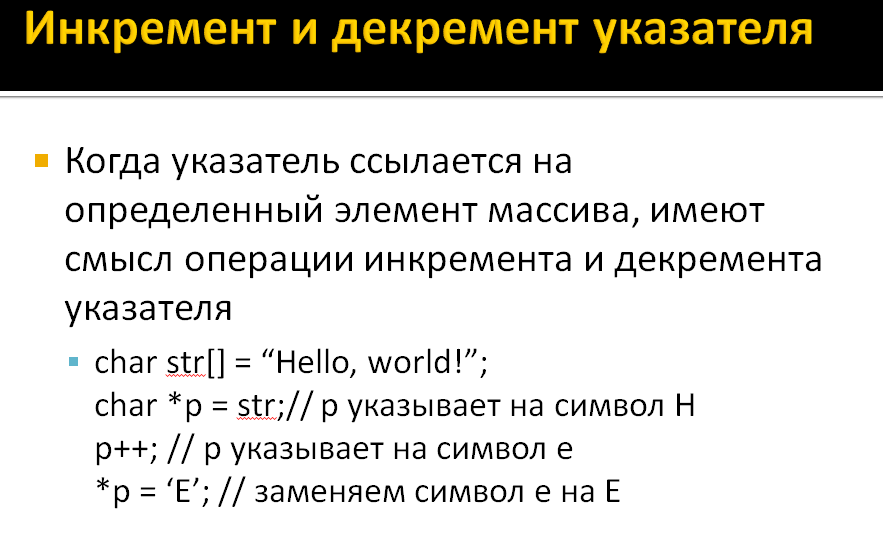 Инкремент и декремент указателя
Когда указатель ссылается на
определенный элемент массива, имеют
смысл операции инкремента и декремента
указателя
char str[] = “Hello, world!”;
char *p = str;// p указывает на символ H
p++; // p указывает на символ e
*p = ‘E’; // заменяем символ e на E